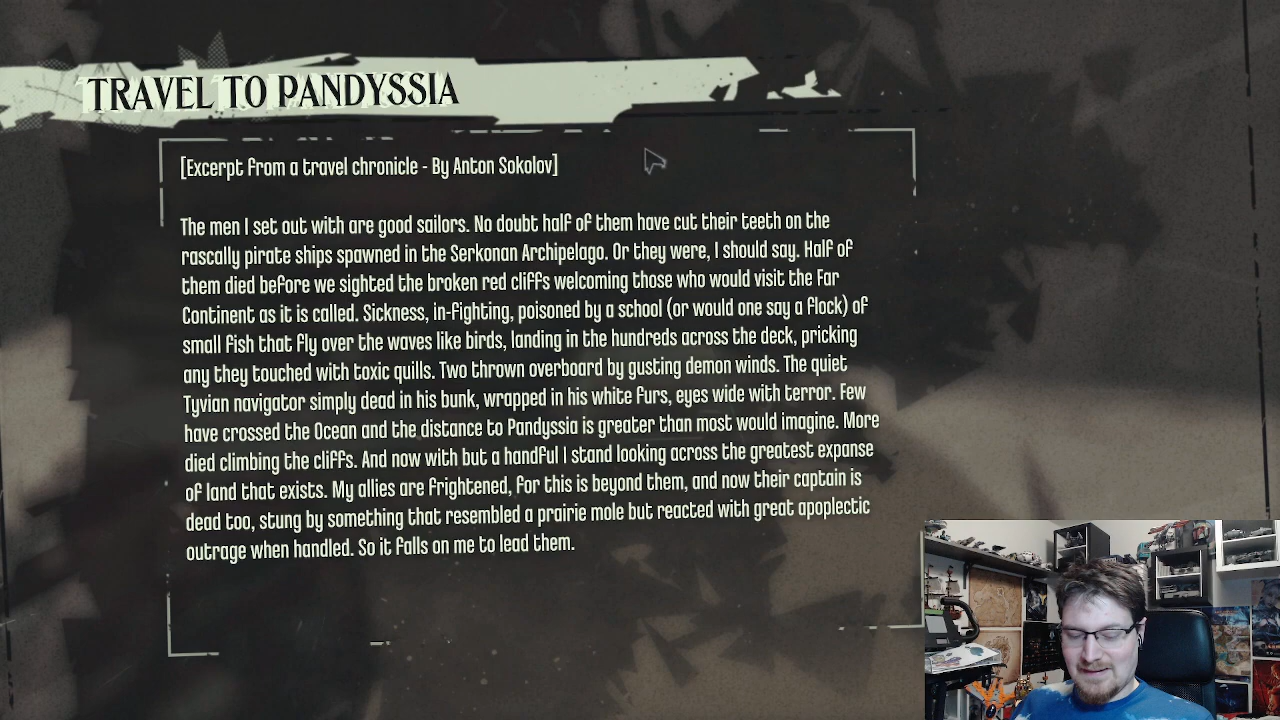 TRAVEL TO PANDYSSIA
[Excerpt from a travel chronicle - By Anton Sokolov]
The men I set out with are good sailors. No doubt half of them have cut their teeth on the
rascally pirate ships spawned in the Serkonan Archipelago. Or they were, I should say. Half of
them died before we sighted the broken red cliffs welcoming those who would visit the Far
Continent as it is called. Sickness, in-fighting, poisoned by a school (or would one say a flock) of
small fish that fly over the waves like birds, landing in the hundreds across the deck, pricking
any they touched with toxic quills. Two thrown overboard by gusting demon winds. The quiet
Tyvian navigator simply dead in his bunk, wrapped in his white furs, eyes wide with terror. Few
have crossed the Ocean and the distance to Pandyssia is greater than most would imagine. More
died climbing the cliffs. And now with but a handful I stand looking across the greatest expanse
of land that exists. My allies are frightened, for this is beyond them, and now their captain is
dead too, stung by something that resembled a prairie mole but reacted with great apoplectic
outrage when handled. So it falls on me to lead them.